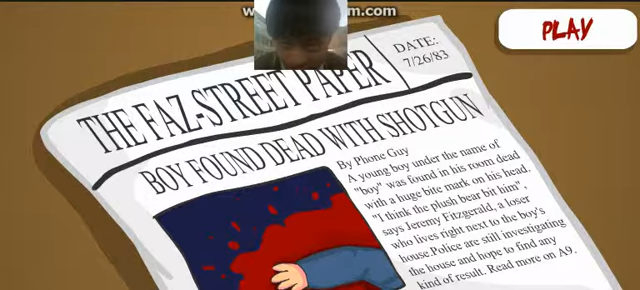 w m.com
PLAY
DATE:
7/26/83
THE FAZ-STREET PAPER
BOY FOUND DEAD WITH SHOTGUN
By Phone Guy
A young boy under the name of
"boy" was found in his room dead
with a huge bite mark on his head.
"I think the plush beat bit him",
says Jeremy Fitzgerald, a loser
who lives right next to the boy's
house.Police are still investigating
the house and hope to find any
kind of result. Read more on A9.